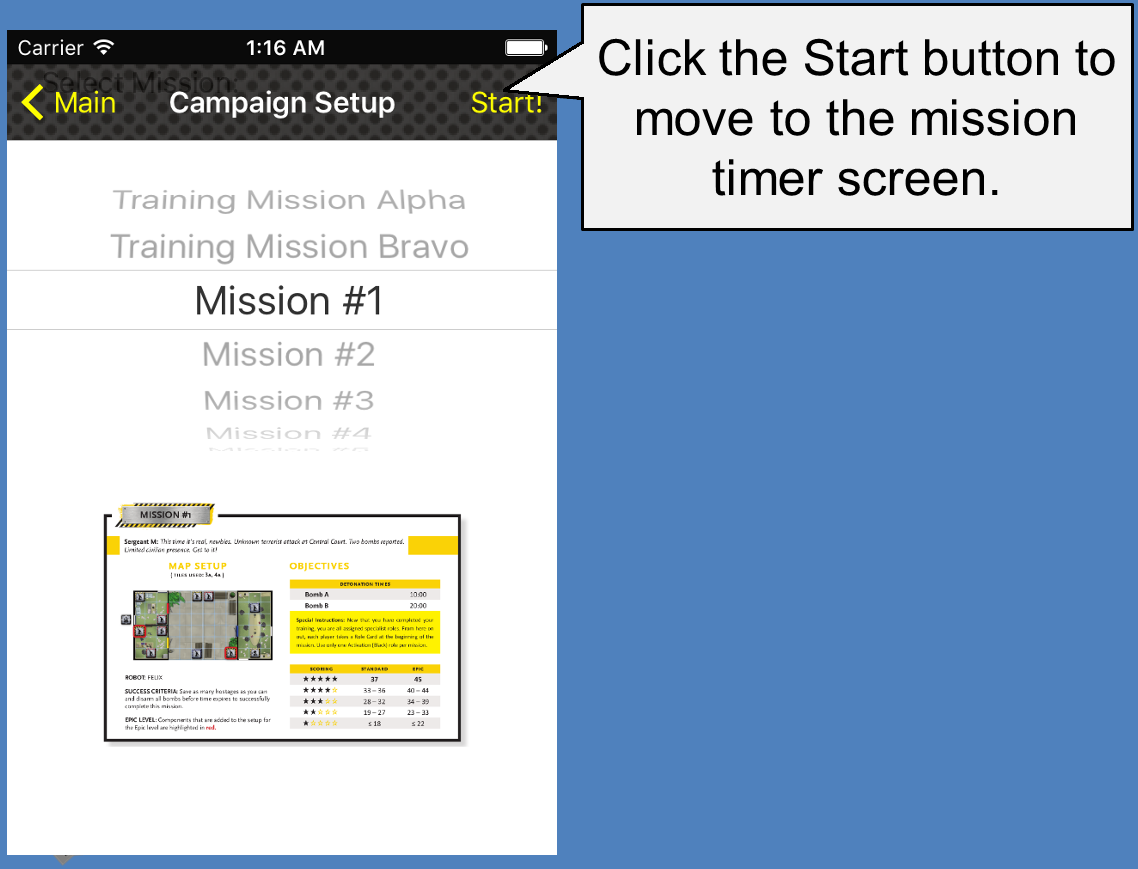 Carrier 1:16 AM
Select Mission:
Main Campaign Setup Start!
Click the Start button to
move to the mission
timer screen.
Training Mission Alpha
Training Mission Bravo
Mission #1
Mission #2
Mission #3
Mission #4
MISSION #1
Sergeant M: This time it's real, newbies. Unknown terrorist attack at Central Court. Two bombs reported.
Limited civilian presence. Get to it!
MAP SETUP
[ TILES USED: 3A, 4A ]
ROBOT: FELIX
SUCCESS CRITERIA: Save as many hostages as you can
and disarm all bombs before time expires to successfully
complete this mission.
EPIC LEVEL: Components that are added to the setup for
the Epic level are highlighted in red.
OBJECTIVES
DETONATION TIMES
Bomb A 10:00
Bomb B 20:00
Special Instructions: Now that you have completed your
training, you are all assigned specialist roles. From here on
out, each player takes a Role Card at the beginning of the
mission. Use only one Activation (Black) role per mission.
SCORING STANDARD EPIC
★★★★★ 37 45
★★★★☆ 33 – 36 40 – 44
★★★☆☆ 28 – 32 34 – 39
★★☆☆☆ 19 – 27 23 – 33
★☆☆☆☆ ≤ 18 ≤ 22